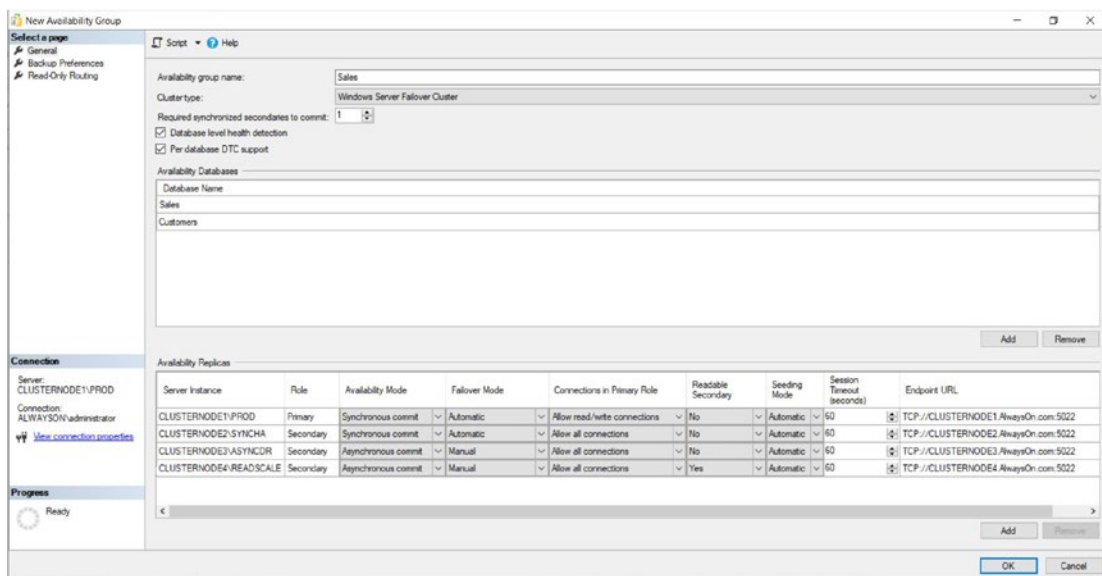 New Availability Group
Select a page
General
Backup Preferences
Read-Only Routing
Script Help
Availability group name: Sales
Cluster type: Windows Server Failover Cluster
Required synchronized secondaries to commit: 1
Database level health detection
Per database DTC support
Availability Databases
Database Name
Sales
Customers
Add Remove
Connection
Server:
CLUSTERNODE1\PROD
Connection:
ALWAYSON\administrator
View connection properties
Progress
Ready
Availability Replicas
Server Instance Role Availability Mode Failover Mode Connections in Primary Role Readable Secondary Seeding Mode Session Timeout (seconds) Endpoint URL
CLUSTERNODE1\PROD Primary Synchronous commit Automatic Allow read/write connections No Automatic 60 TCP://CLUSTERNODE1.AlwaysOn.com:5022
CLUSTERNODE2\SYNCHA Secondary Synchronous commit Automatic Allow all connections No Automatic 60 TCP://CLUSTERNODE2.AlwaysOn.com:5022
CLUSTERNODE3\ASYNCDR Secondary Asynchronous commit Manual Allow all connections No Automatic 60 TCP://CLUSTERNODE3.AlwaysOn.com:5022
CLUSTERNODE4\READSCALE Secondary Asynchronous commit Manual Allow all connections Yes Automatic 60 TCP://CLUSTERNODE4.AlwaysOn.com:5022
Add Remove
OK Cancel